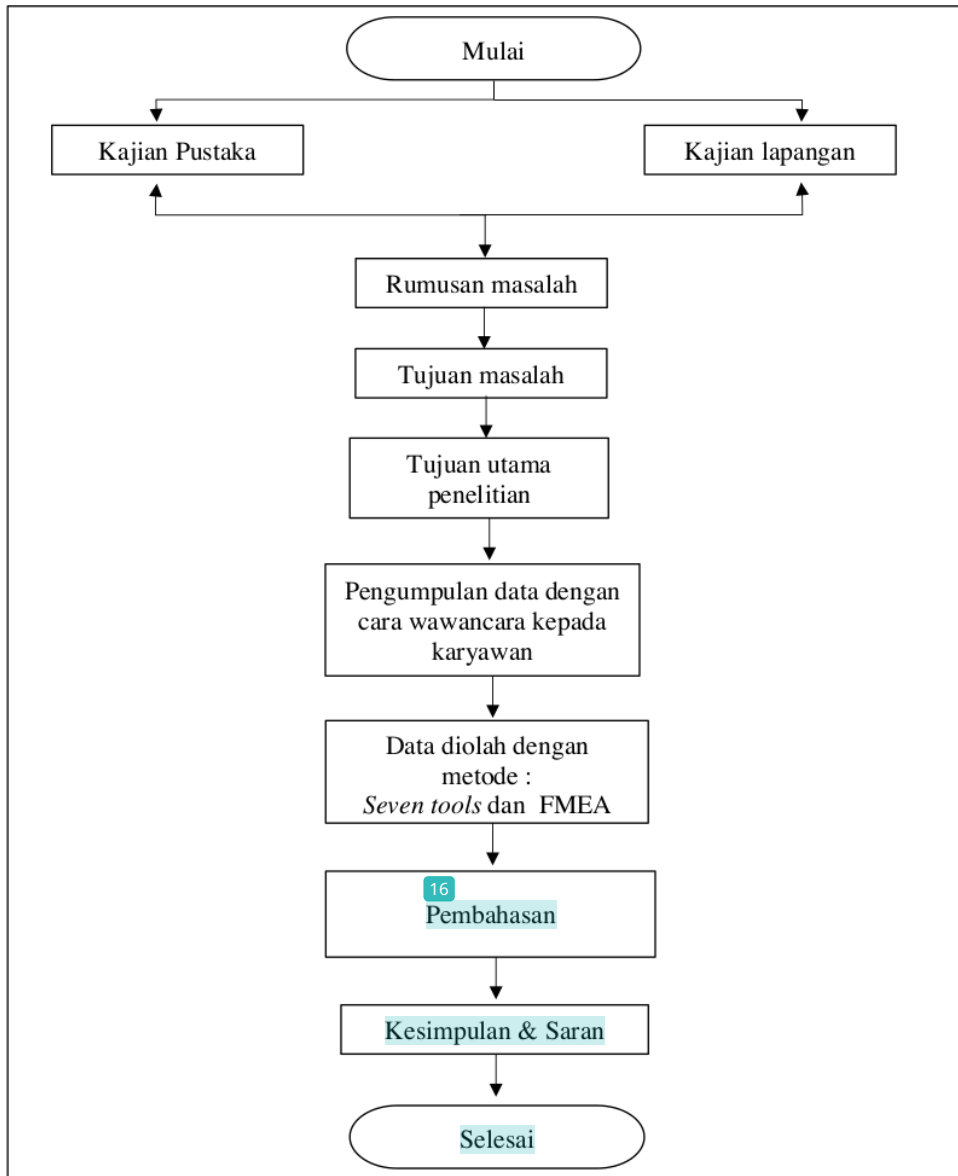 Mulai
Kajian Pustaka
Kajian lapangan
Rumusan masalah
Tujuan masalah
Tujuan utama
penelitian
Pengumpulan data dengan
cara wawancara kepada
karyawan
Data diolah dengan
metode :
Seven tools dan FMEA
16
Pembahasan
Kesimpulan & Saran
Selesai